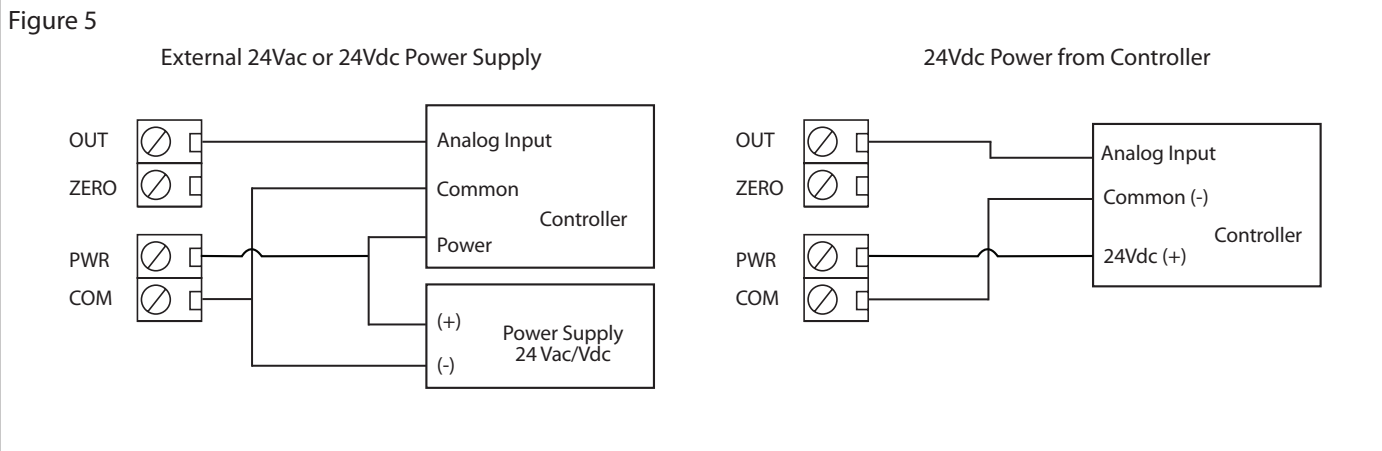 Figure 5
External 24Vac or 24Vdc Power Supply
OUT
ZERO
PWR
COM
Analog Input
Common
Controller
Power
(+)
Power Supply
24 Vac/Vdc
(-)
24Vdc Power from Controller
OUT
ZERO
PWR
COM
Analog Input
Common (-)
Controller
24Vdc (+)